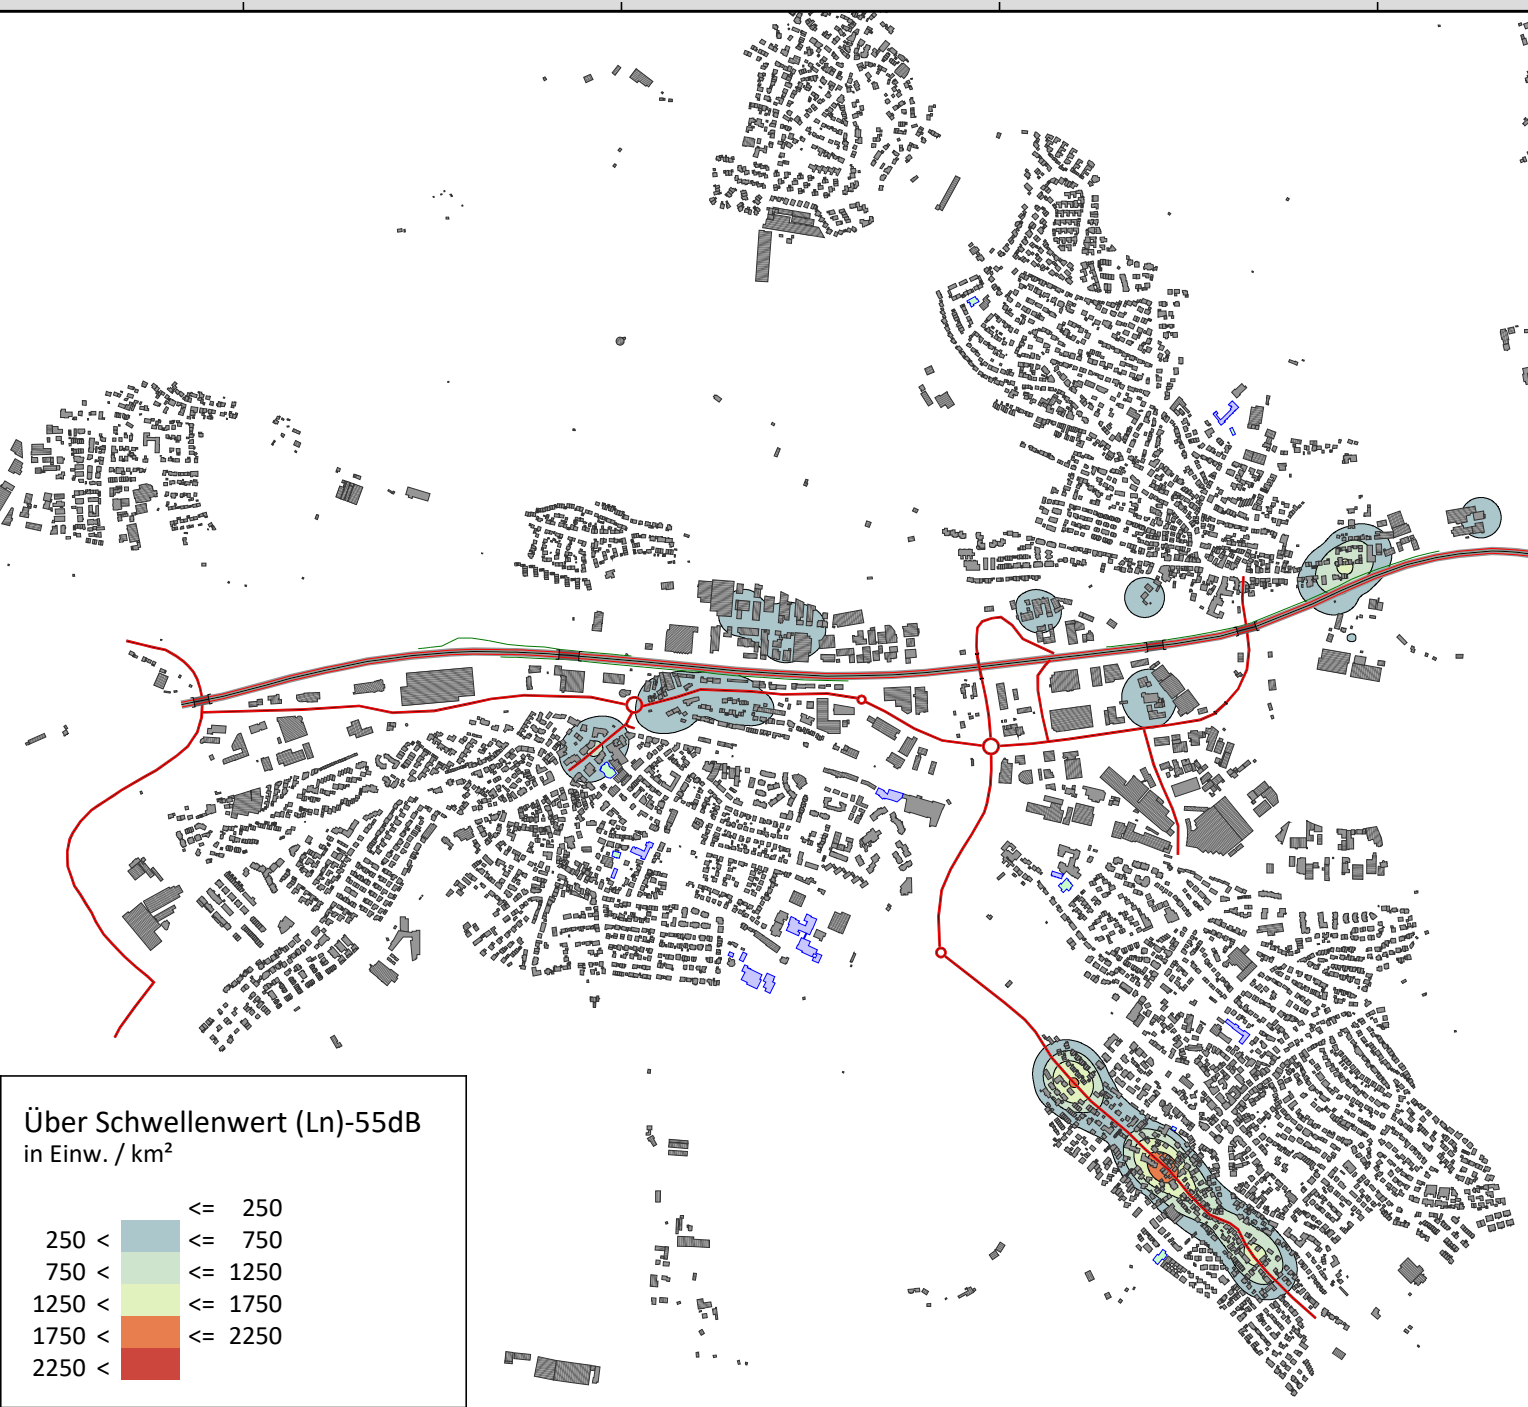 Über Schwellenwert (Ln)-55dB
in Einw. / km²
<= 250
250 < <= 750
750 < <= 1250
1250 < <= 1750
1750 < <= 2250
2250 <